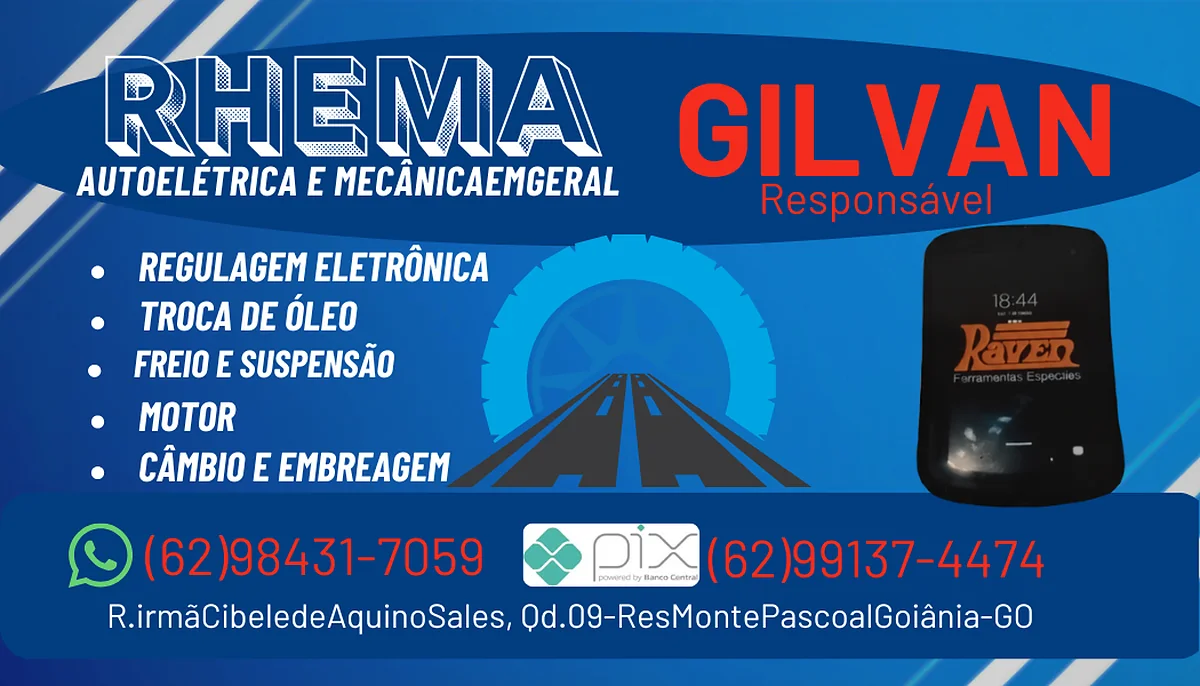 RHEMA
AUTOELÉTRICA E MECÂNICAEMGERAL
GILVAN
Responsável
REGULAGEM ELETRÔNICA
TROCA DE ÓLEO
FREIO E SUSPENSÃO
MOTOR
CÂMBIO E EMBREAGEM
18:44
Raven
Ferramentas Especiies
(62)98431-7059
pix
powered by Banco Central
(62)99137-4474
R.irmãCibeledeAquinoSales, Qd.09-ResMontePascoalGoiânia-GO